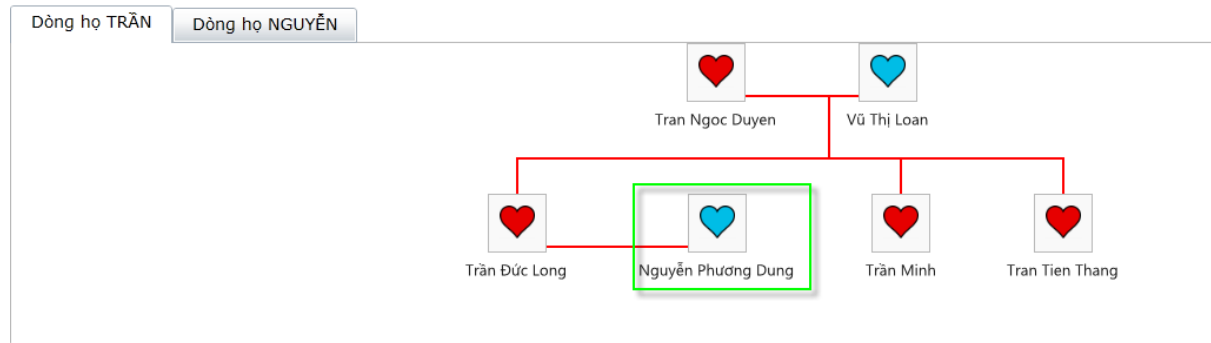 Dòng họ TRẦN
Dòng họ NGUYỄN
Tran Ngoc Duyen
Vũ Thị Loan
Trần Đức Long
Nguyễn Phương Dung
Trần Minh
Tran Tien Thang